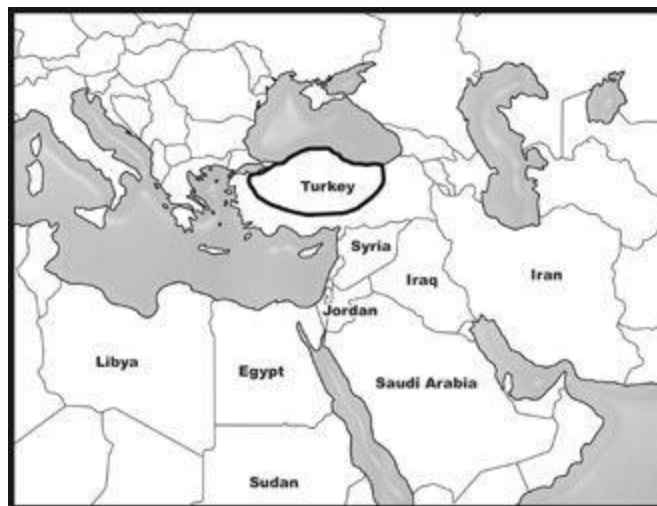 Turkey
Syria
Iraq
Iran
Jordan
Libya
Egypt
Saudi Arabia
Sudan